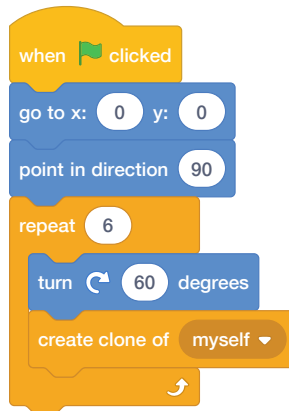 when clicked
go to x: 0 y: 0
point in direction 90
repeat 6
turn 60 degrees
create clone of myself